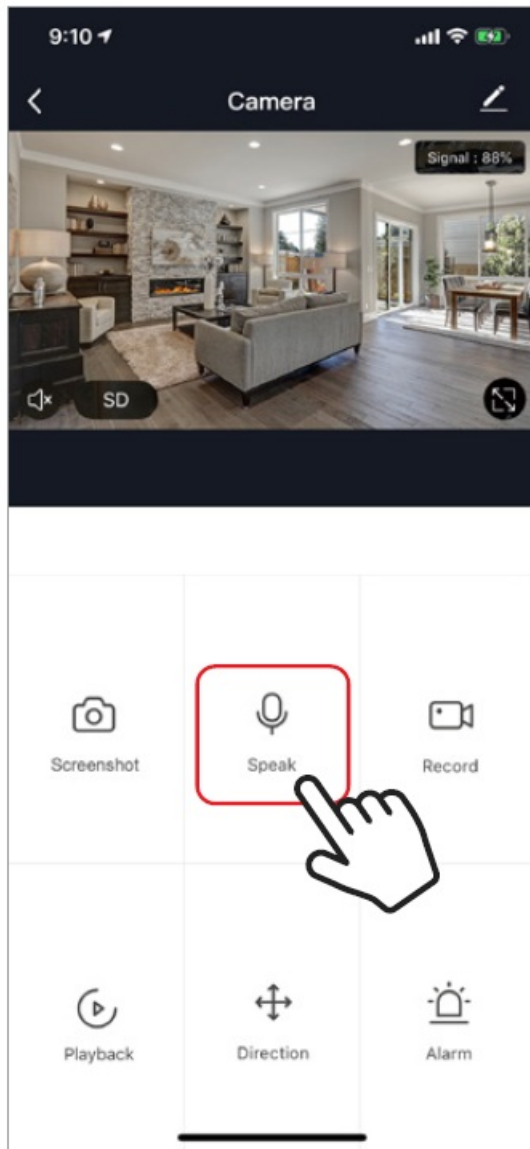 9:10
Camera
Signal : 88%
SD
Screenshot
Speak
Record
Playback
Direction
Alarm